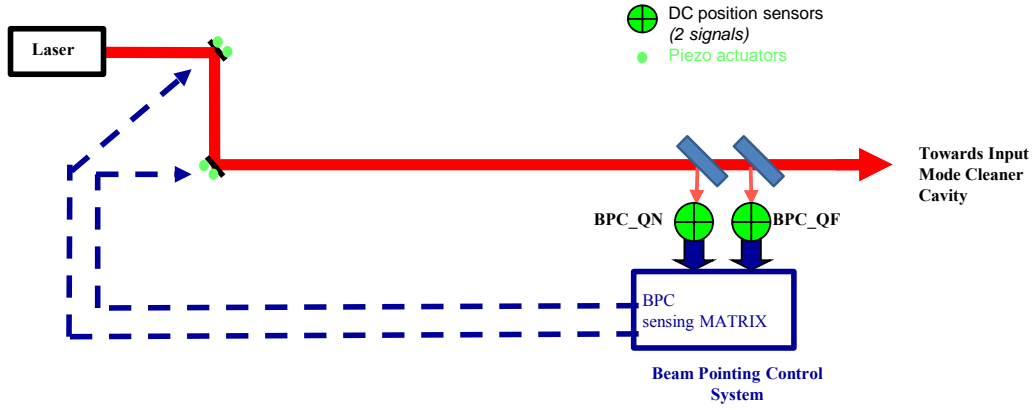 DC position sensors
(2 signals)
Piezo actuators
Laser
Towards Input
Mode Cleaner
Cavity
BPC_QN
BPC_QF
BPC
sensing MATRIX
Beam Pointing Control
System